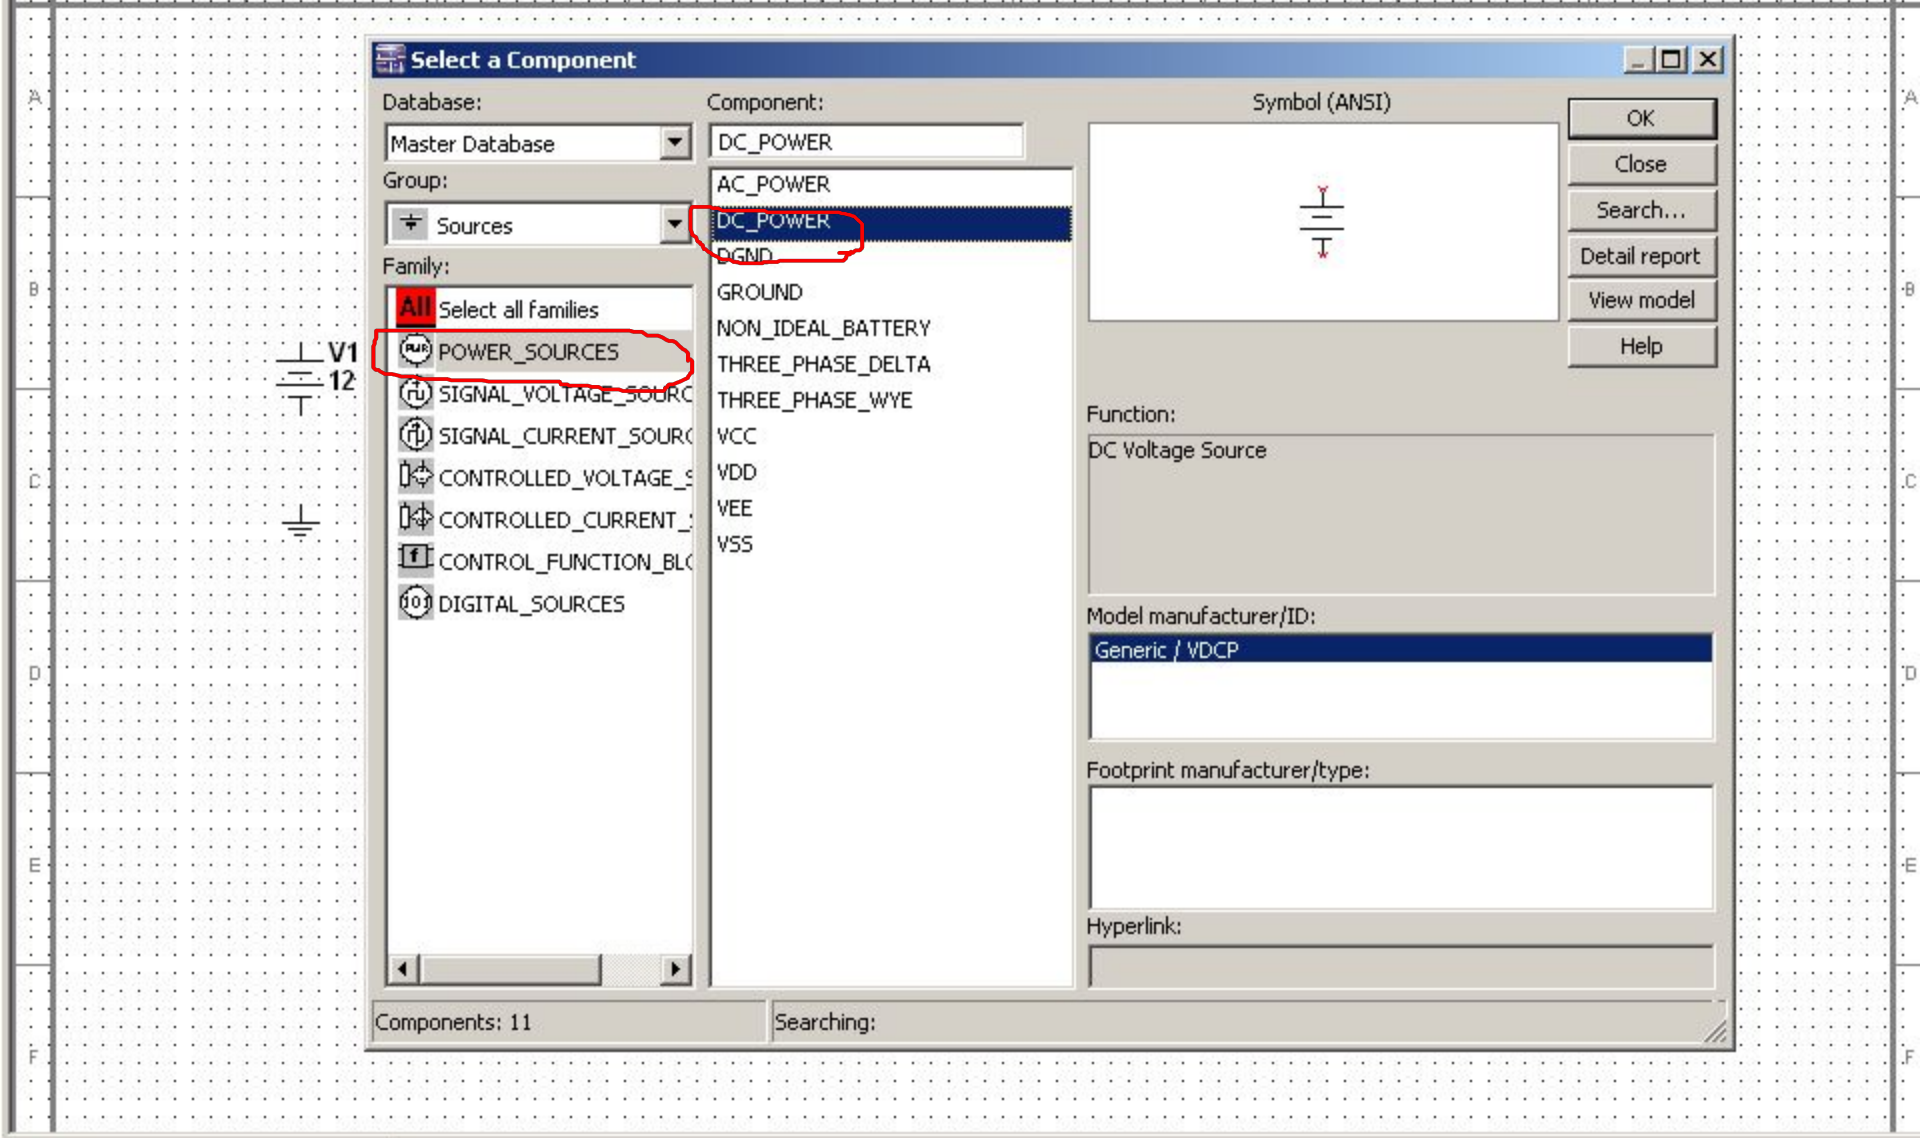 Select a Component
Database:
Component:
Symbol (ANSI)
Master Database
DC_POWER
OK
Close
Search...
Detail report
View model
Help
Group:
Sources
Family:
All Select all families
PWR POWER_SOURCES
SIGNAL_VOLTAGE_SOURC
SIGNAL_CURRENT_SOURC
CONTROLLED_VOLTAGE_S
CONTROLLED_CURRENT_
f CONTROL_FUNCTION_BLC
DIGITAL_SOURCES
AC_POWER
DC_POWER
DGND
GROUND
NON_IDEAL_BATTERY
THREE_PHASE_DELTA
THREE_PHASE_WYE
VCC
VDD
VEE
VSS
Function:
DC Voltage Source
Model manufacturer/ID:
Generic / VDCP
Footprint manufacturer/type:
Hyperlink:
Components: 11
Searching:
V1
12
A
B
C
D
E
F
A
B
C
D
E
F